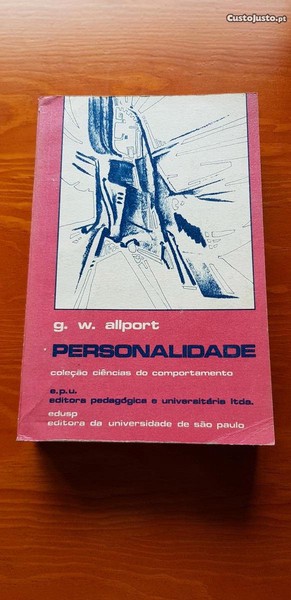 CustoJusto.pt
g. w. allport
PERSONALIDADE
coleção ciências do comportamento
e.p.u.
editora pedagógica e universitária ltda.
edusp
editora da universidade de são paulo